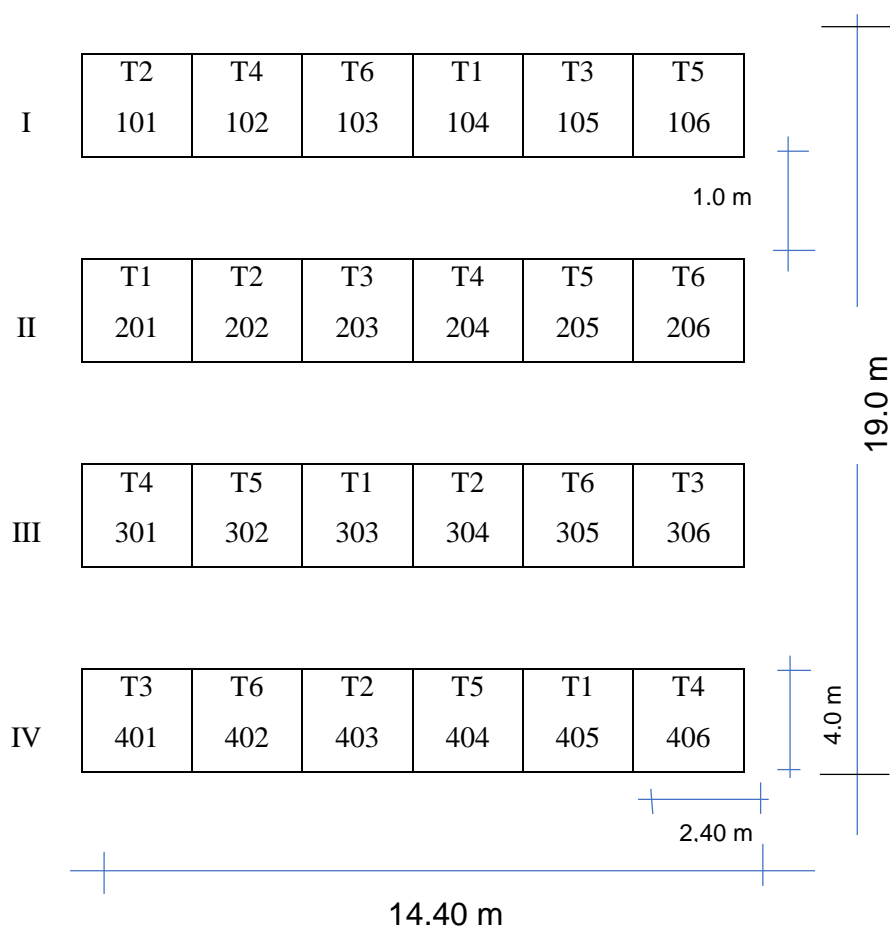 T2 T4 T6 T1 T3 T5
I 101 102 103 104 105 106
1.0 m
T1 T2 T3 T4 T5 T6
II 201 202 203 204 205 206
19.0 m
T4 T5 T1 T2 T6 T3
III 301 302 303 304 305 306
T3 T6 T2 T5 T1 T4
IV 401 402 403 404 405 406
4.0 m
2,40 m
14.40 m